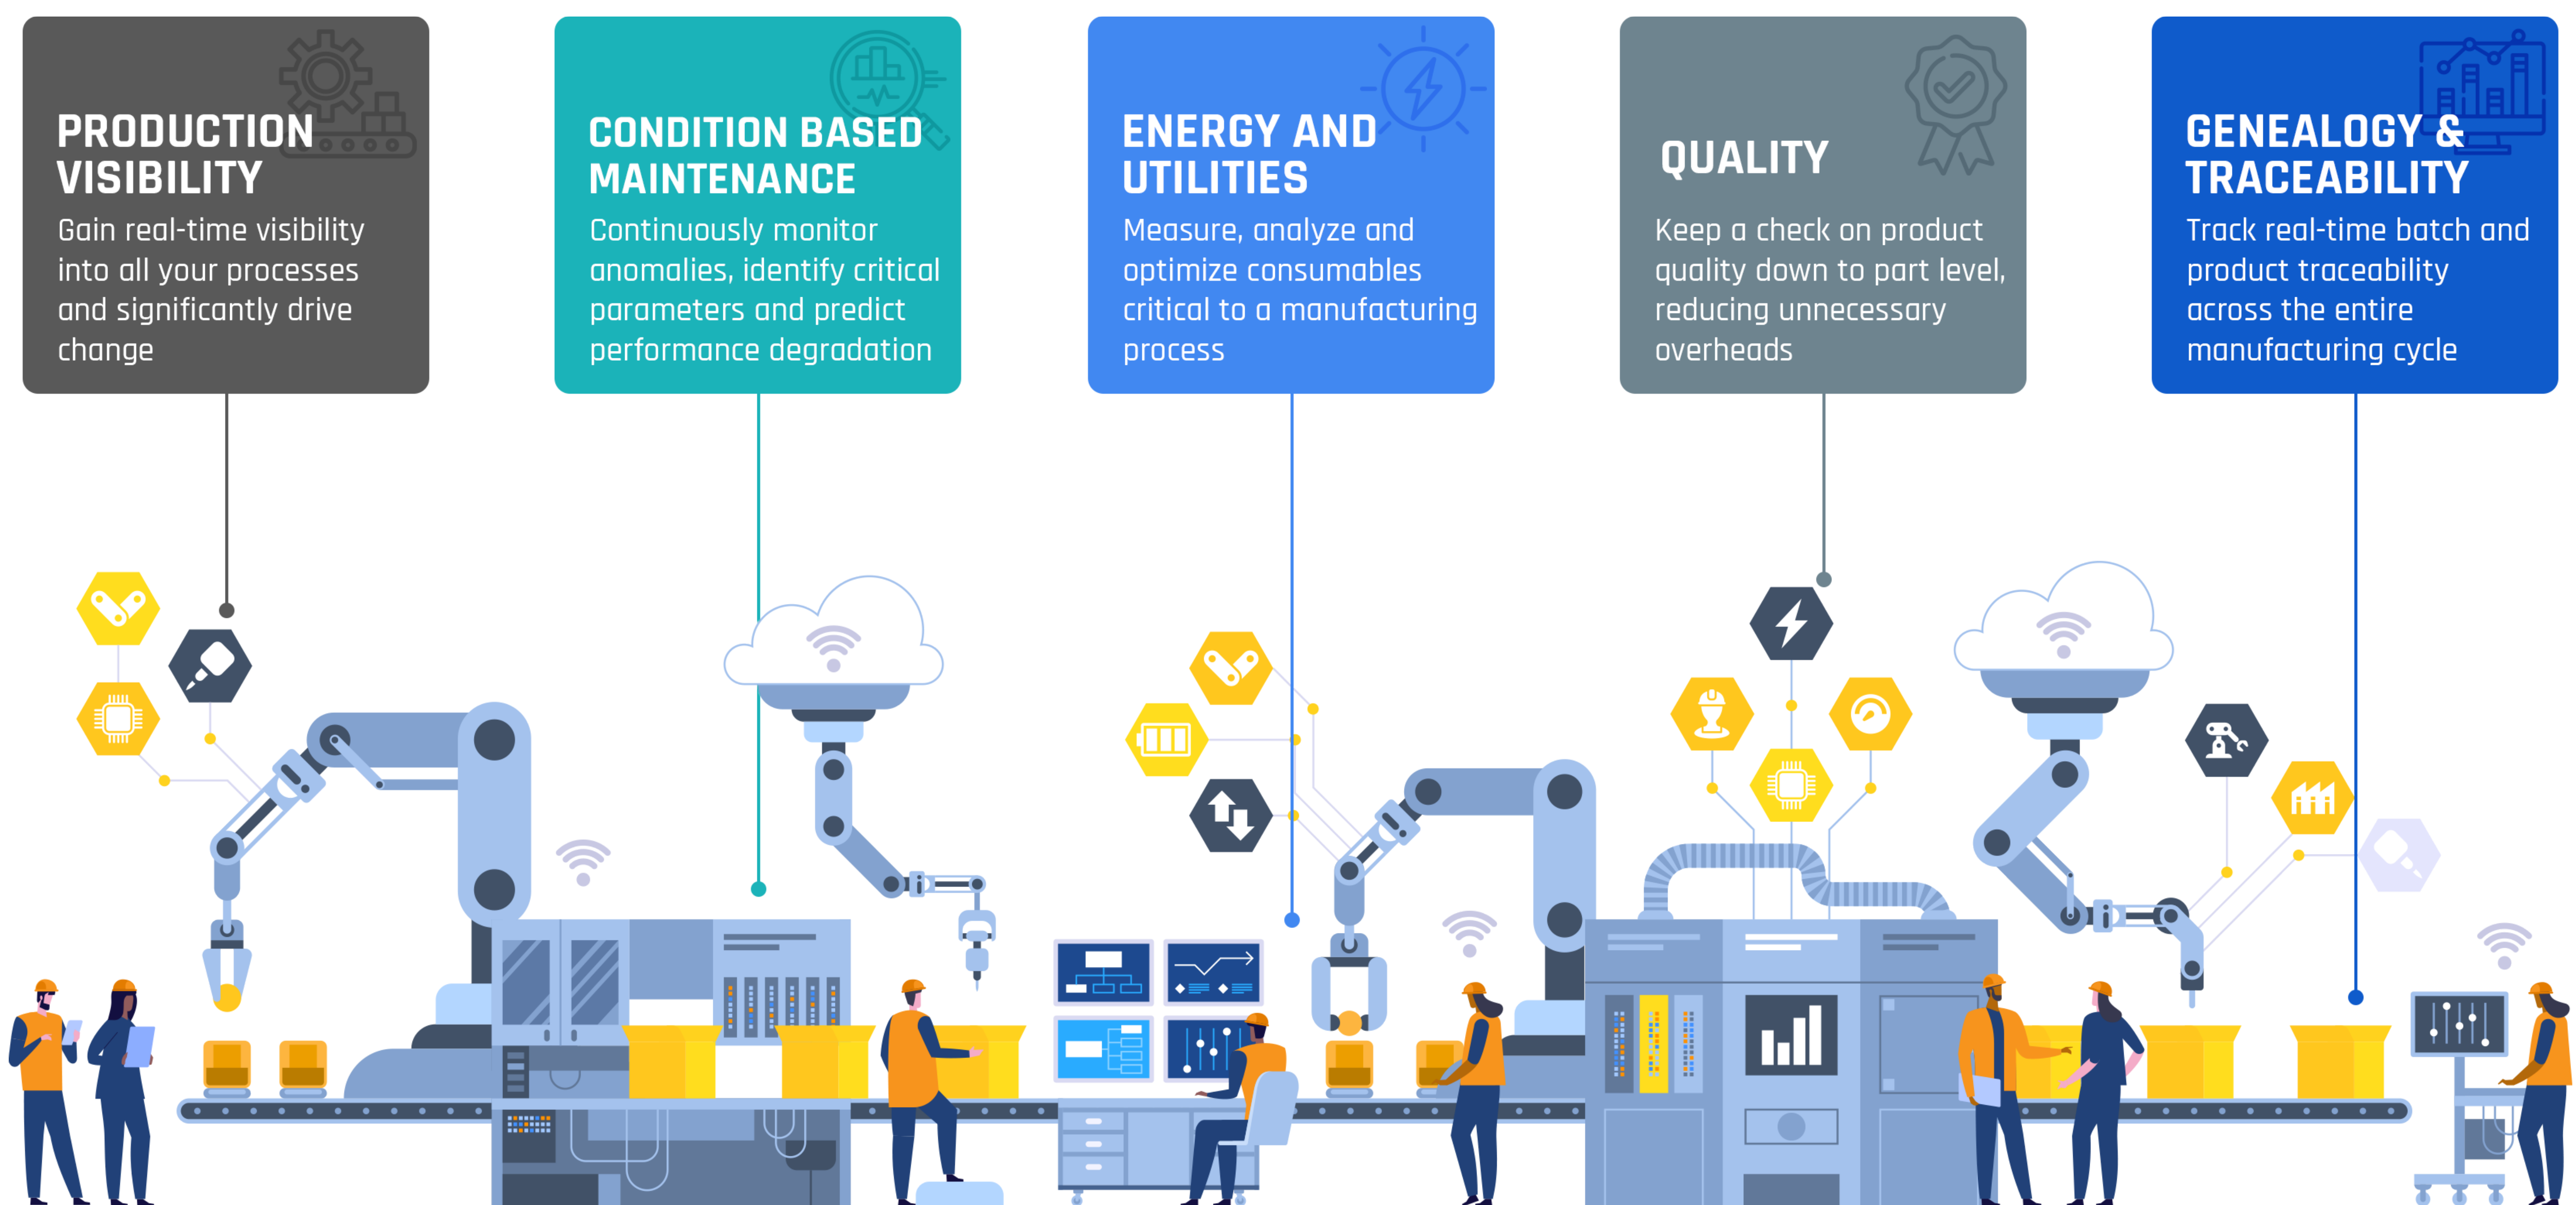 PRODUCTION
VISIBILITY
Gain real-time visibility
into all your processes
and significantly drive
change
CONDITION BASED
MAINTENANCE
Continuously monitor
anomalies, identify critical
parameters and predict
performance degradation
ENERGY AND
UTILITIES
Measure, analyze and
optimize consumables
critical to a manufacturing
process
QUALITY
Keep a check on product
quality down to part level,
reducing unnecessary
overheads
GENEALOGY &
TRACEABILITY
Track real-time batch and
product traceability
across the entire
manufacturing cycle